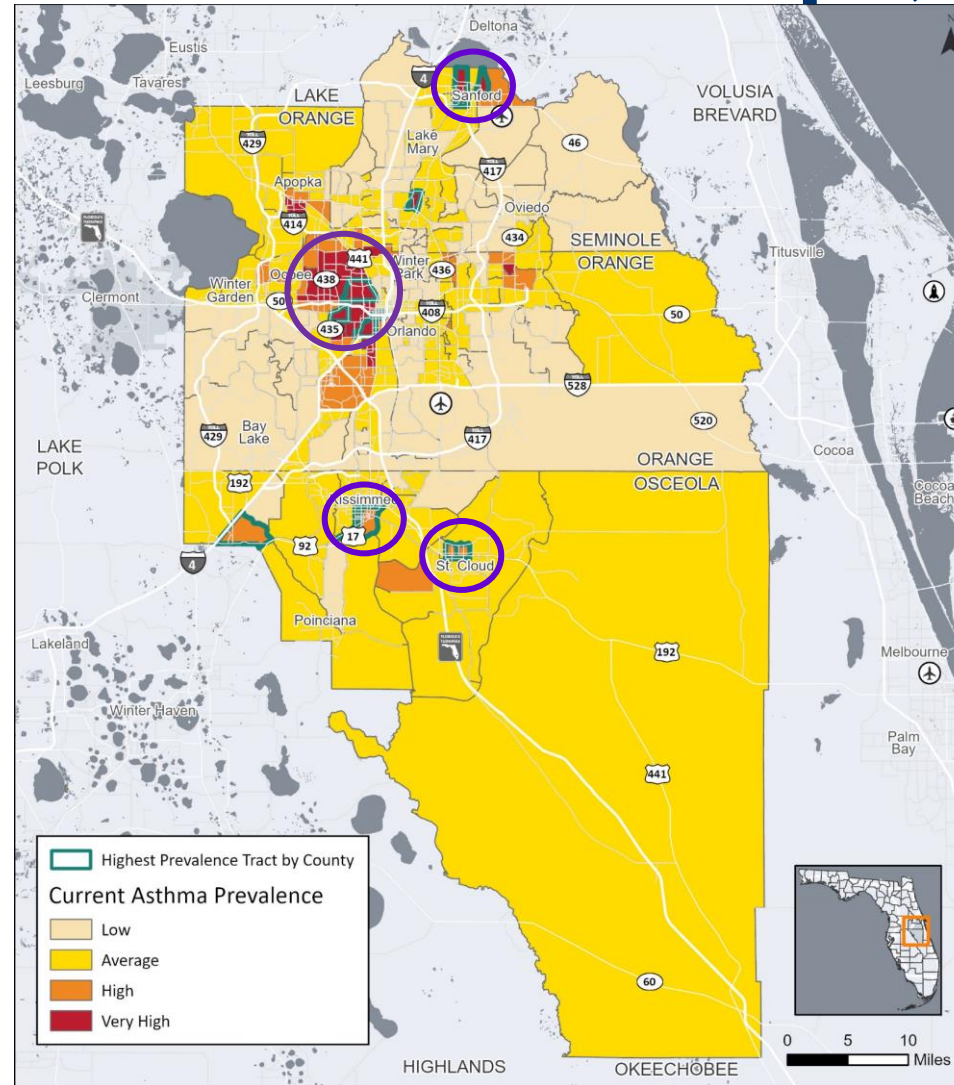 Deltona
Eustis
Leesburg
Tavares
4
Sanford
LAKE
ORANGE
VOLUSIA
BREVARD
Lake
Mary
46
429
417
Apopka
Oviedo
414
434
SEMINOLE
ORANGE
Titusville
441
Winter
Park
436
Ocoee
438
Winter
Garden
50
Clermont
408
435
Orlando
50
528
Bay
Lake
429
417
520
LAKE
POLK
Cocoa
ORANGE
OSCEOLA
192
Cocoa
Beach
Kissimmee
17
92
4
St. Cloud
Poinciana
Lakeland
192
Melbourne
Winter Haven
Palm
Bay
441
Highest Prevalence Tract by County
Current Asthma Prevalence
Low
Average
High
Very High
60
0 5 10
Miles
HIGHLANDS
OKEECHOBEE